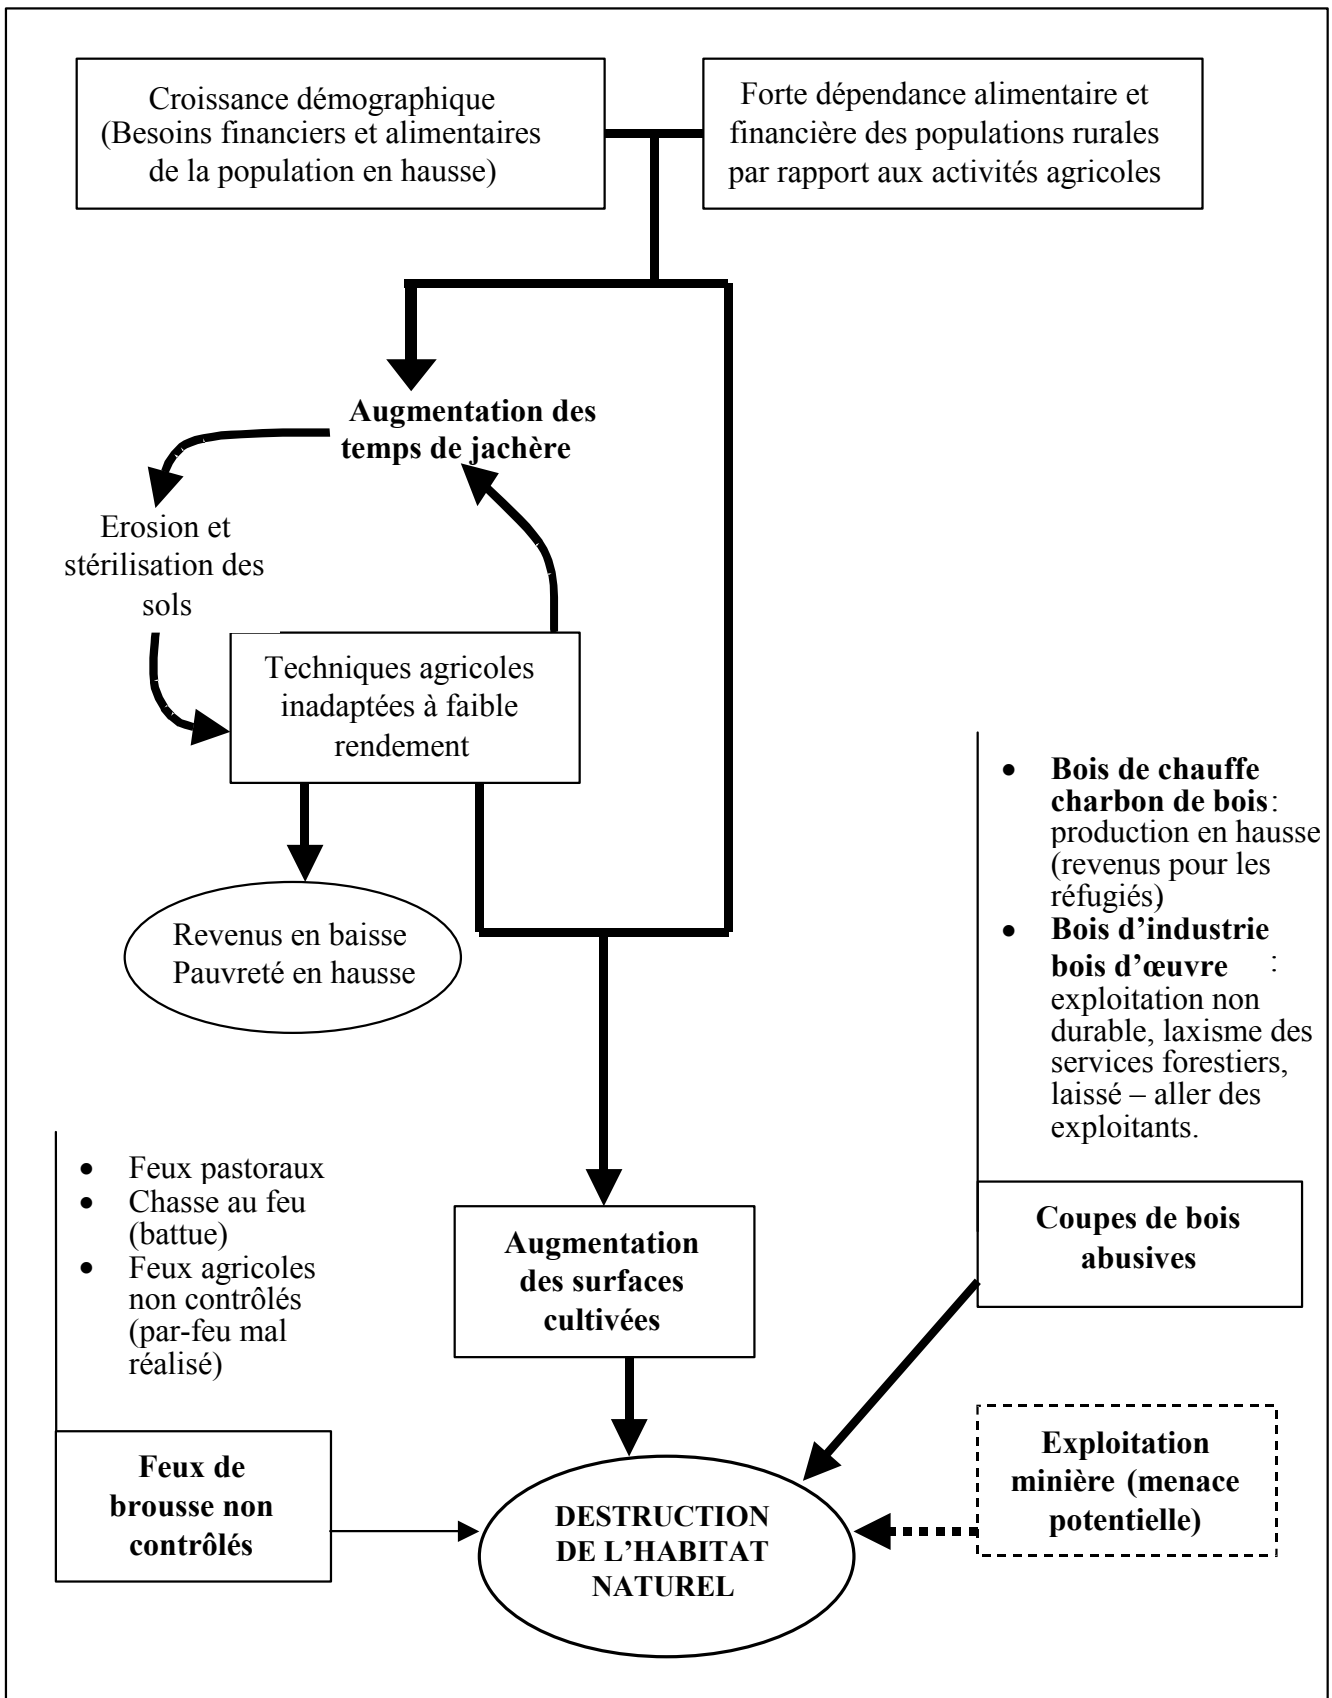 Croissance démographique
(Besoins financiers et alimentaires
de la population en hausse)
Forte dépendance alimentaire et
financière des populations rurales
par rapport aux activités agricoles
Augmentation des
temps de jachère
Erosion et
stérilisation des
sols
Techniques agricoles
inadaptées à faible
rendement
Revenus en baisse
Pauvreté en hausse
• Bois de chauffe
charbon de bois :
production en hausse
(revenus pour les
réfugiés)
• Bois d’industrie
bois d’œuvre :
exploitation non
durable, laxisme des
services forestiers,
laissé – aller des
exploitants.
Coupes de bois
abusives
• Feux pastoraux
• Chasse au feu
(battue)
• Feux agricoles
non contrôlés
(par-feu mal
réalisé)
Feux de
brousse non
contrôlés
Augmentation
des surfaces
cultivées
Exploitation
minière (menace
potentielle)
DESTRUCTION
DE L’HABITAT
NATUREL